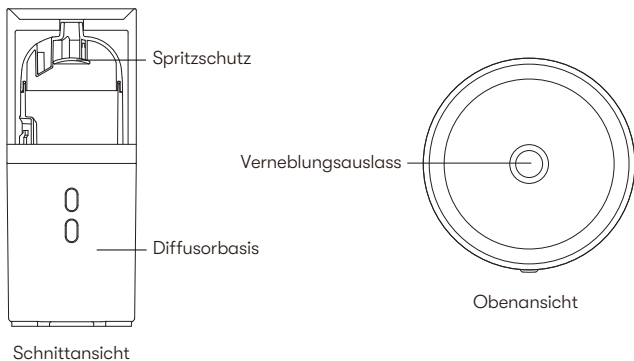 Spritzschutz
Verneblungsauslass
Diffusorbasis
Obenansicht
Schnittansicht